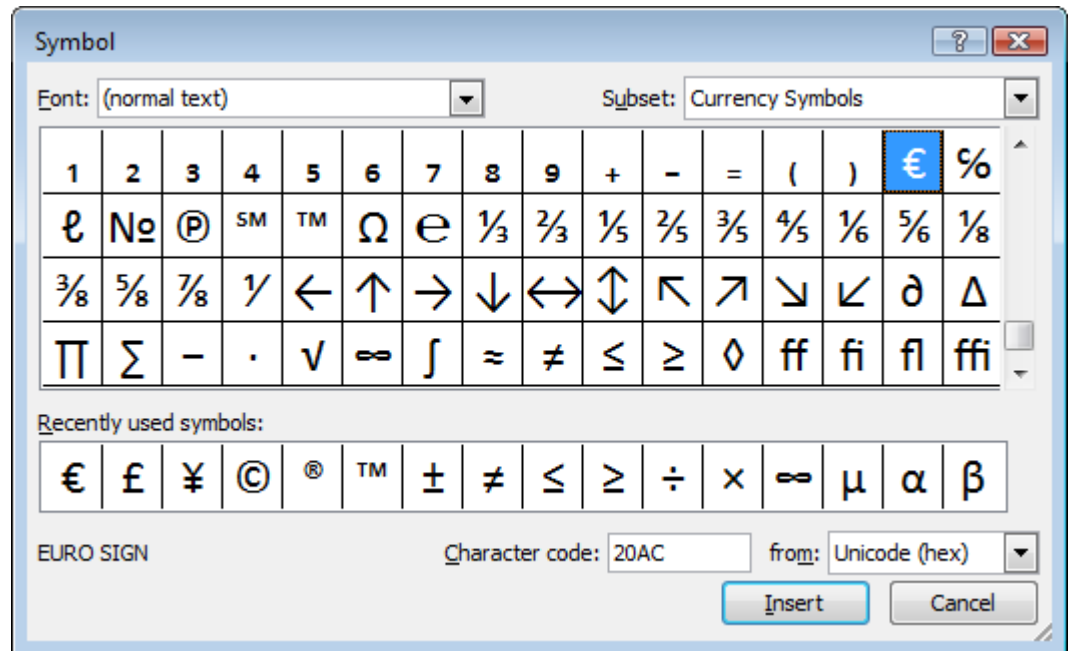 Symbol
Font: (normal text) Subset: Currency Symbols
1 2 3 4 5 6 7 8 9 + − = ( ) € ℅
ℓ № ℗ ℠ ™ Ω ℮ ⅓ ⅔ ⅕ ⅖ ⅗ ⅘ ⅙ ⅚ ⅛
⅜ ⅝ ⅞ ⅟ ← ↑ → ↓ ↔ ↕ ↖ ↗ ↘ ↙ ∂ ∆
∏ ∑ − ∙ √ ∞ ∫ ≈ ≠ ≤ ≥ ◊ ff fi fl ffi
Recently used symbols:
€ £ ¥ © ® ™ ± ≠ ≤ ≥ ÷ × ∞ µ α β
EURO SIGN Character code: 20AC from: Unicode (hex)
Insert Cancel